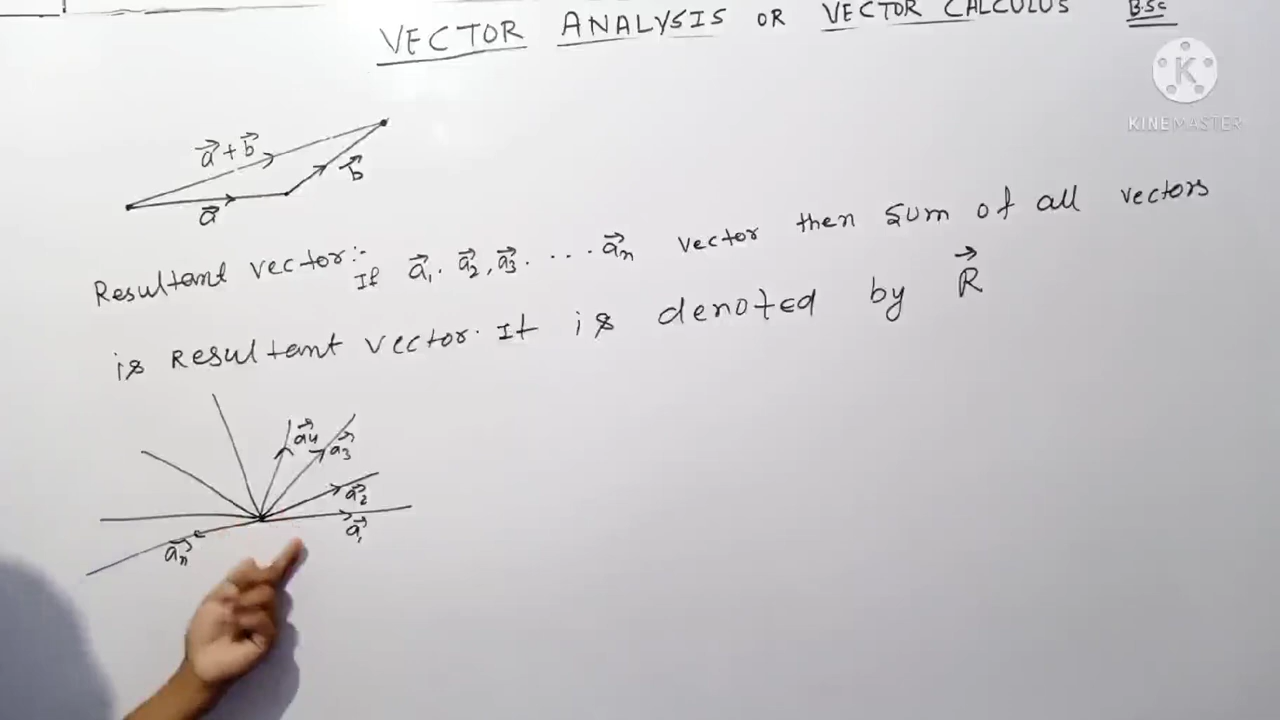 VECTOR ANALYSIS OR VECTOR CALCULUS B.Sc
K
KINEMASTER
a⃗+b⃗
b⃗
a⃗
Resultant vector:- If a⃗₁. a⃗₂, a⃗₃. ... a⃗ₙ vector then sum of all vectors
is Resultant vector. It is denoted by R⃗
a⃗₄
a⃗₃
a⃗₂
a⃗₁
a⃗ₙ